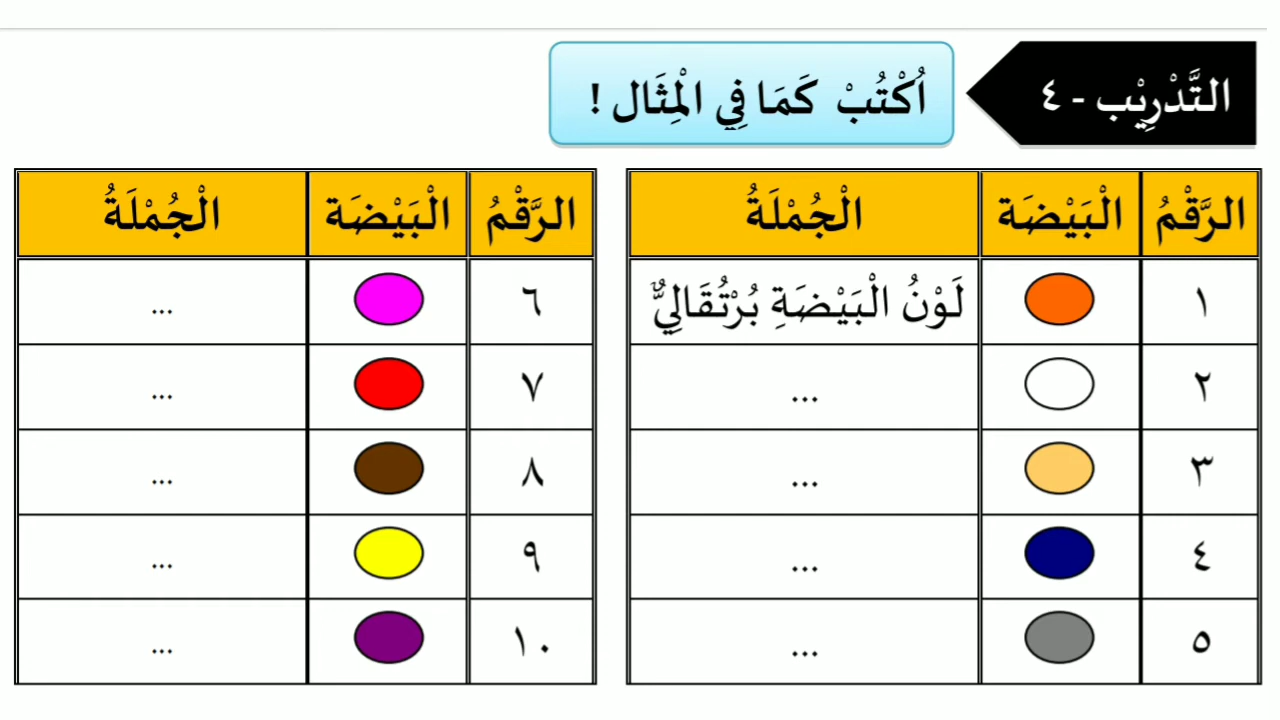 التَّدْرِيْب - ٤
اُكْتُبْ كَمَا فِي الْمِثَال !
الرَّقْمُ الْبَيْضَة الْجُمْلَةُ
١ لَوْنُ الْبَيْضَةِ بُرْتُقَالِيٌّ
٢ ...
٣ ...
٤ ...
٥ ...
الرَّقْمُ الْبَيْضَة الْجُمْلَةُ
٦ ...
٧ ...
٨ ...
٩ ...
١٠ ...